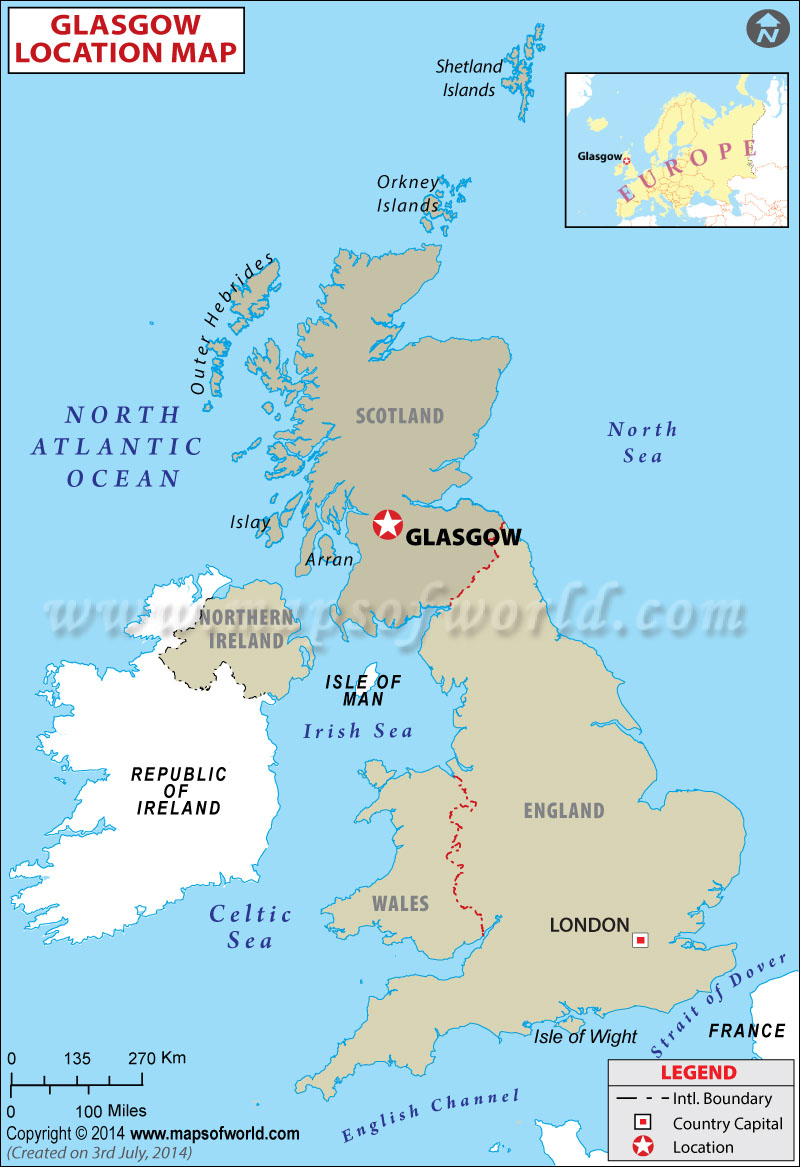 GLASGOW
LOCATION MAP
N
Shetland
Islands
Glasgow
EUROPE
Orkney
Islands
Outer Hebrides
NORTH
ATLANTIC
OCEAN
SCOTLAND
North
Sea
Islay
GLASGOW
Arran
www.mapsofworld.com
NORTHERN
IRELAND
ISLE OF
MAN
Irish Sea
REPUBLIC
OF
IRELAND
ENGLAND
WALES
Celtic
Sea
LONDON
Strait of Dover
Isle of Wight
FRANCE
0 135 270 Km
0 100 Miles
English Channel
LEGEND
Intl. Boundary
Country Capital
Location
Copyright © 2014 www.mapsofworld.com
(Created on 3rd July, 2014)